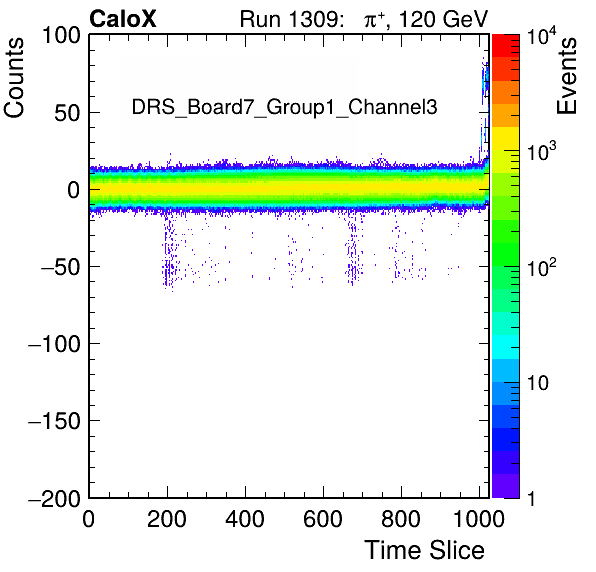 CaloX Run 1309: π⁺, 120 GeV
Counts
Events
DRS_Board7_Group1_Channel3
100
50
0
−50
−100
−150
−200
0 200 400 600 800 1000
Time Slice
10⁴
10³
10²
10
1